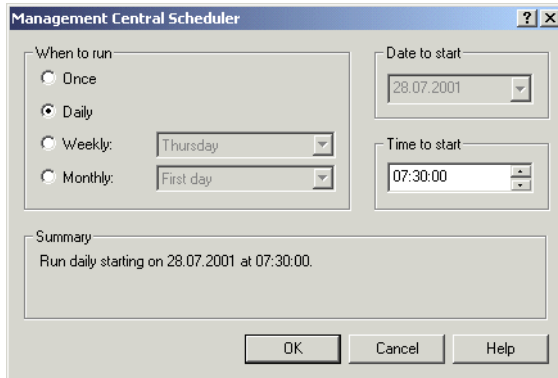 Management Central Scheduler
When to run
Once
Daily
Weekly: Thursday
Monthly: First day
Date to start
28.07.2001
Time to start
07:30:00
Summary
Run daily starting on 28.07.2001 at 07:30:00.
OK Cancel Help